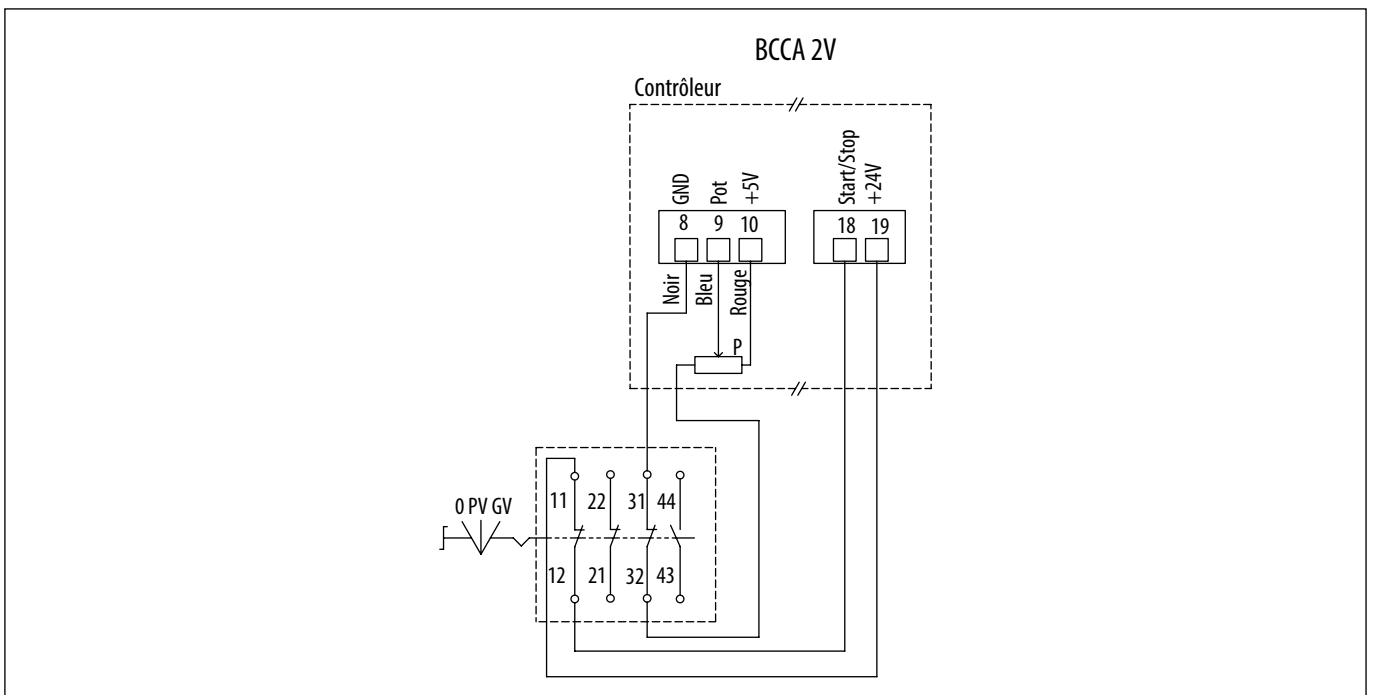 BCCA 2V
Contrôleur
GND
Pot
+5V
Start/Stop
+24V
8 9 10
18 19
Noir
Bleu
Rouge
P
0 PV GV
11 22 31 44
12 21 32 43